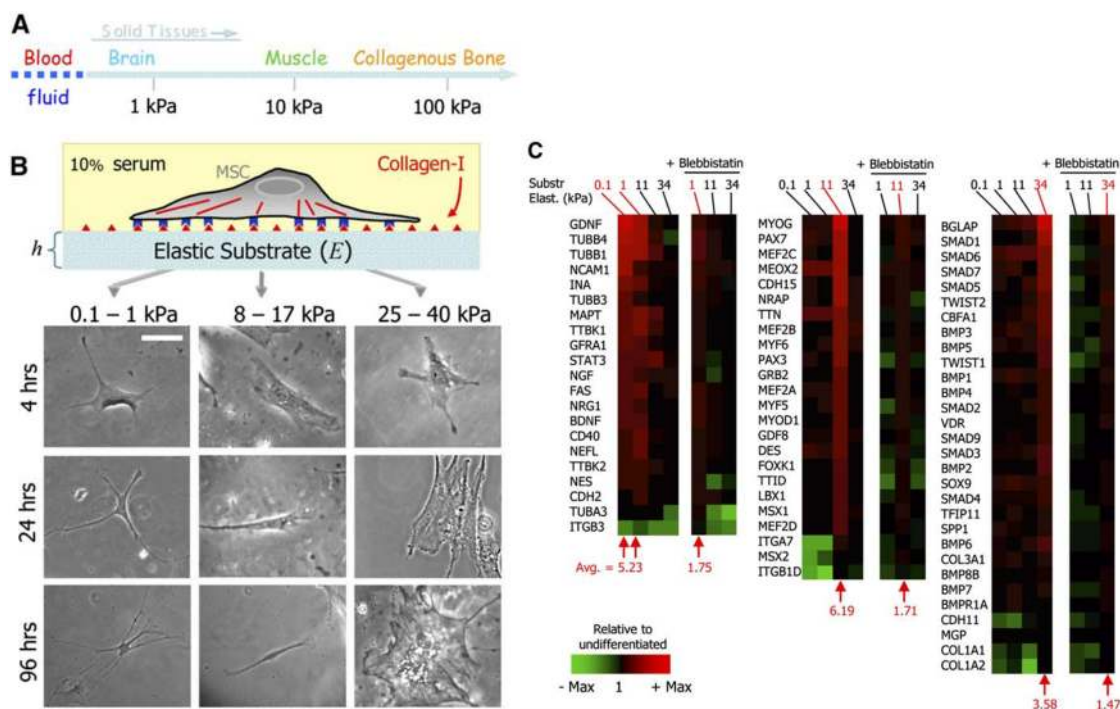 A
Solid Tissues
Blood Brain Muscle Collagenous Bone
fluid
1 kPa 10 kPa 100 kPa
B
10% serum
MSC
Collagen-I
h
Elastic Substrate (E)
0.1 – 1 kPa 8 – 17 kPa 25 – 40 kPa
4 hrs
24 hrs
96 hrs
C
+ Blebbistatin
Substr
Elast. (kPa)
0.1 1 11 34 1 11 34
GDNF
TUBB4
TUBB1
NCAM1
INA
TUBB3
MAPT
TTBK1
GFRA1
STAT3
NGF
FAS
NRG1
BDNF
CD40
NEFL
TTBK2
NES
CDH2
TUBA3
ITGB3
Avg. = 5.23 1.75
+ Blebbistatin
0.1 1 11 34 1 11 34
MYOG
PAX7
MEF2C
MEOX2
CDH15
NRAP
TTN
MEF2B
MYF6
PAX3
GRB2
MEF2A
MYF5
MYOD1
GDF8
DES
FOXK1
TTID
LBX1
MSX1
MEF2D
ITGA7
MSX2
ITGB1D
6.19 1.71
+ Blebbistatin
0.1 1 11 34 1 11 34
BGLAP
SMAD1
SMAD6
SMAD7
SMAD5
TWIST2
CBFA1
BMP3
BMP5
TWIST1
BMP1
BMP4
SMAD2
VDR
SMAD9
SMAD3
BMP2
SOX9
SMAD4
TFIP11
SPP1
BMP6
COL3A1
BMP8B
BMP7
BMPR1A
CDH11
MGP
COL1A1
COL1A2
3.58 1.47
Relative to
undifferentiated
- Max 1 + Max